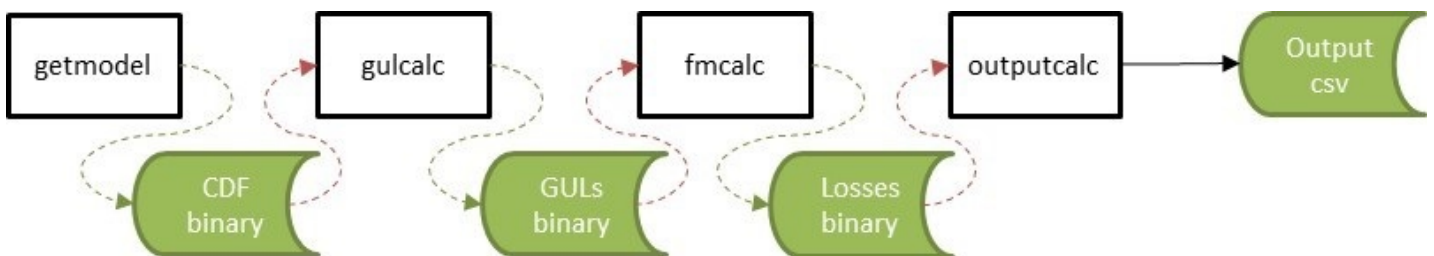 getmodel
gulcalc
fmcalc
outputcalc
Output
csv
CDF
binary
GULs
binary
Losses
binary